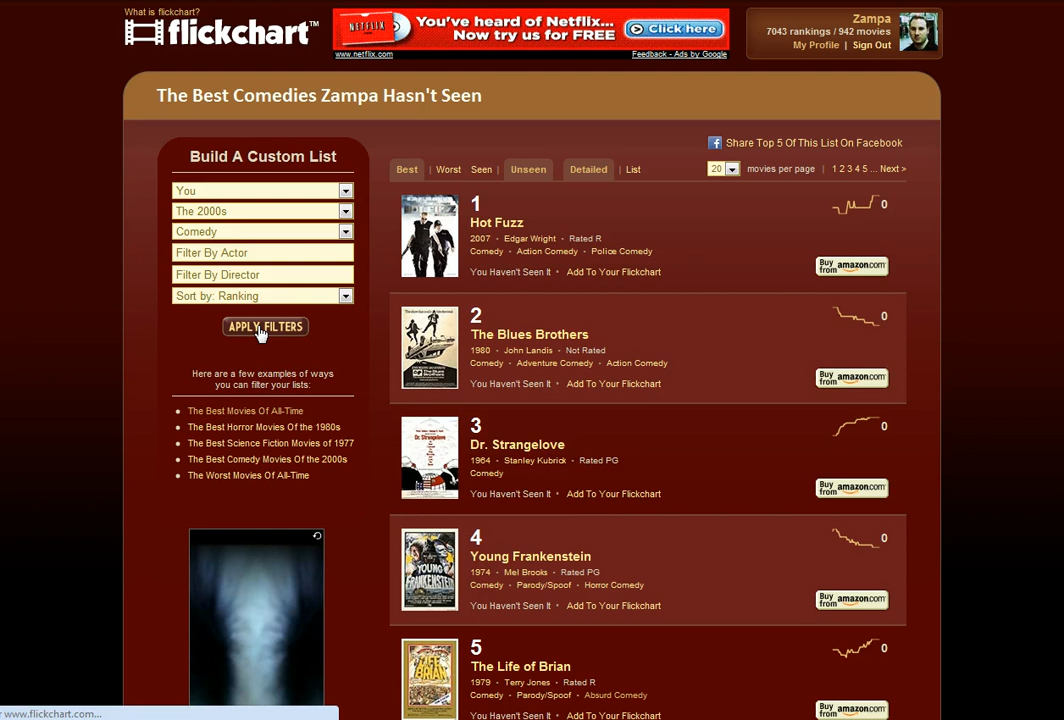 What is flickchart?
flickchart™
NETFLIX
You've heard of Netflix...
Now try us for FREE
Click here
www.netflix.com
Feedback - Ads by Google
Zampa
7043 rankings / 942 movies
My Profile | Sign Out
The Best Comedies Zampa Hasn't Seen
Share Top 5 Of This List On Facebook
Build A Custom List
You
The 2000s
Comedy
Filter By Actor
Filter By Director
Sort by: Ranking
APPLY FILTERS
Here are a few examples of ways
you can filter your lists:
The Best Movies Of All-Time
The Best Horror Movies Of the 1980s
The Best Science Fiction Movies of 1977
The Best Comedy Movies Of the 2000s
The Worst Movies Of All-Time
Best | Worst Seen | Unseen | Detailed | List
20 movies per page | 1 2 3 4 5 ... Next >
1
Hot Fuzz
2007 • Edgar Wright • Rated R
Comedy • Action Comedy • Police Comedy
You Haven't Seen It • Add To Your Flickchart
0
Buy from amazon.com
2
The Blues Brothers
1980 • John Landis • Not Rated
Comedy • Adventure Comedy • Action Comedy
You Haven't Seen It • Add To Your Flickchart
0
Buy from amazon.com
3
Dr. Strangelove
1964 • Stanley Kubrick • Rated PG
Comedy
You Haven't Seen It • Add To Your Flickchart
0
Buy from amazon.com
4
Young Frankenstein
1974 • Mel Brooks • Rated PG
Comedy • Parody/Spoof • Horror Comedy
You Haven't Seen It • Add To Your Flickchart
0
Buy from amazon.com
5
The Life of Brian
1979 • Terry Jones • Rated R
Comedy • Parody/Spoof • Absurd Comedy
You Haven't Seen It • Add To Your Flickchart
0
Buy from amazon.com
www.flickchart.com...